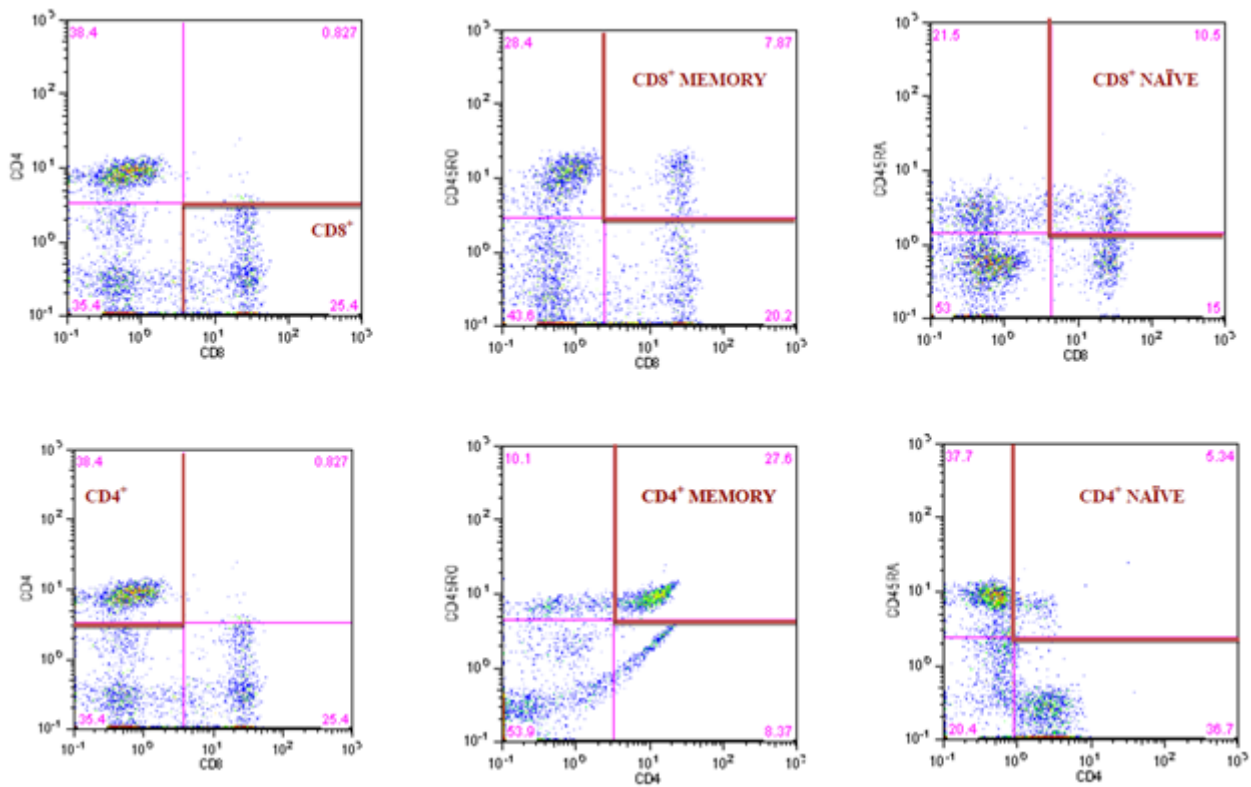 10³
10²
10¹
10⁰
10⁻¹
CD4
38.4
0.827
CD8⁺
35.4
25.4
10⁻¹ 10⁰ 10¹ 10² 10³
CD8
10³
10²
10¹
10⁰
10⁻¹
CD45R0
28.4
7.87
CD8⁺ MEMORY
43.6
20.2
10⁻¹ 10⁰ 10¹ 10² 10³
CD8
10³
10²
10¹
10⁰
10⁻¹
CD45RA
21.5
10.5
CD8⁺ NAÏVE
53
15
10⁻¹ 10⁰ 10¹ 10² 10³
CD8
10³
10²
10¹
10⁰
10⁻¹
CD4
38.4
0.827
CD4⁺
35.4
25.4
10⁻¹ 10⁰ 10¹ 10² 10³
CD8
10³
10²
10¹
10⁰
10⁻¹
CD45R0
10.1
27.6
CD4⁺ MEMORY
53.9
8.37
10⁻¹ 10⁰ 10¹ 10² 10³
CD4
10³
10²
10¹
10⁰
10⁻¹
CD45RA
37.7
5.34
CD4⁺ NAÏVE
20.4
36.7
10⁻¹ 10⁰ 10¹ 10² 10³
CD4